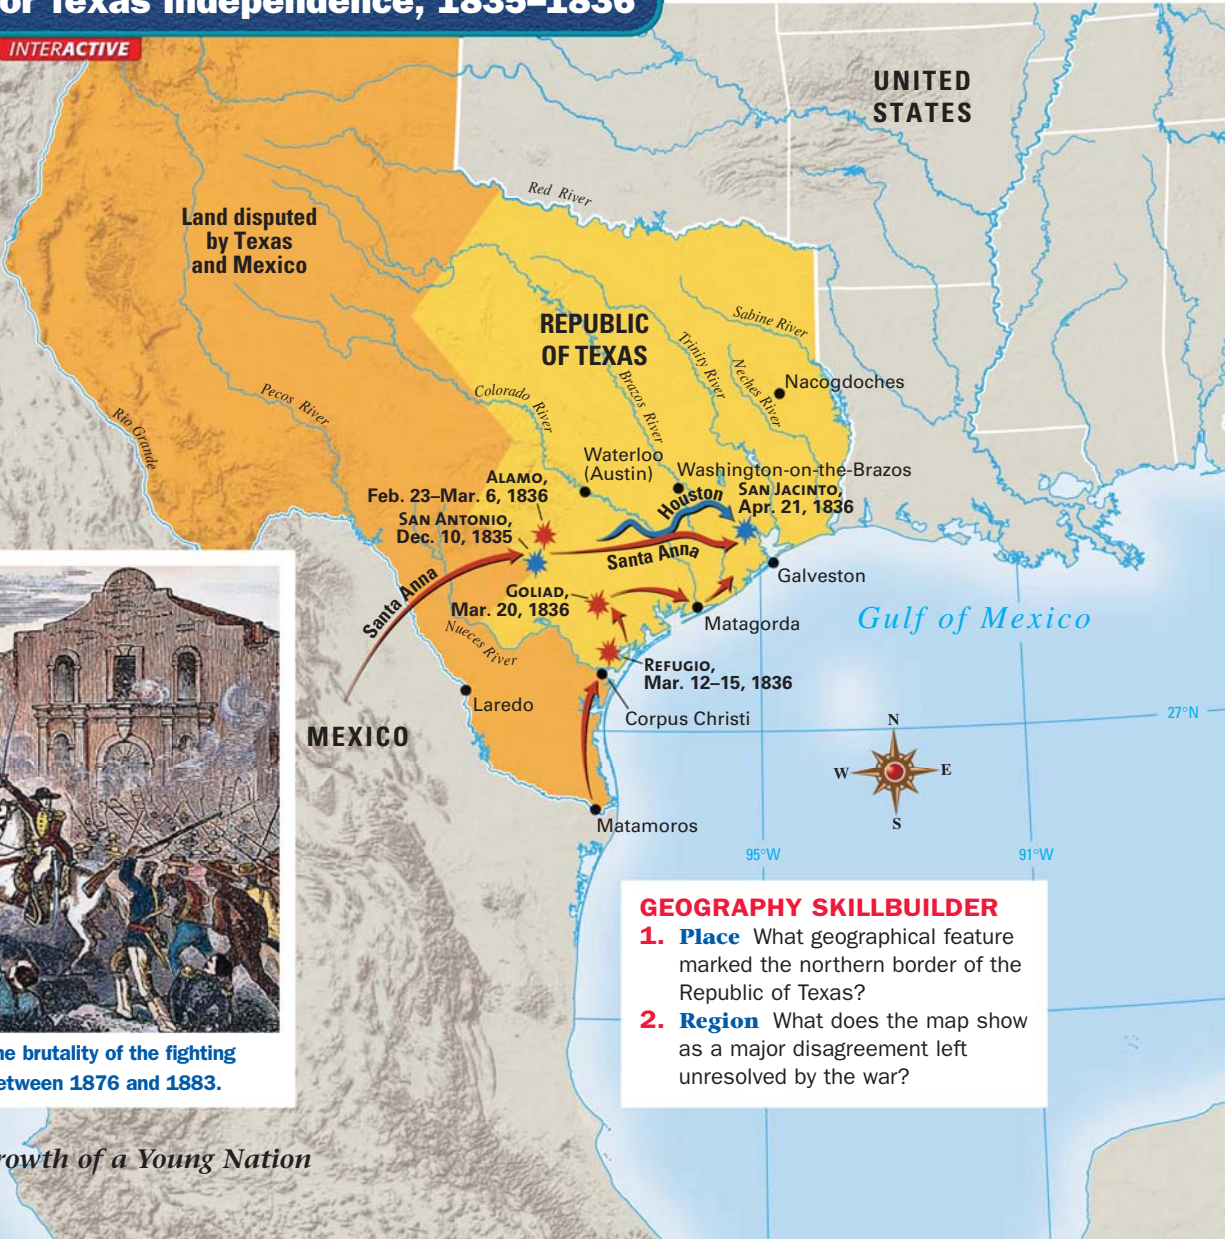 or Texas Independence, 1835–1836
INTERACTIVE
UNITED
STATES
Red River
Land disputed
by Texas
and Mexico
REPUBLIC
OF TEXAS
Sabine River
Trinity River
Neches River
Nacogdoches
Brazos River
Colorado River
Pecos River
Rio Grande
Waterloo
(Austin)
Washington-on-the-Brazos
ALAMO,
Feb. 23–Mar. 6, 1836
SAN JACINTO,
Apr. 21, 1836
Houston
SAN ANTONIO,
Dec. 10, 1835
Santa Anna
Santa Anna
Galveston
GOLIAD,
Mar. 20, 1836
Matagorda
Gulf of Mexico
Nueces River
REFUGIO,
Mar. 12–15, 1836
Laredo
Corpus Christi
MEXICO
27°N
N
W
E
S
Matamoros
95°W
91°W
GEOGRAPHY SKILLBUILDER
1. Place What geographical feature
marked the northern border of the
Republic of Texas?
2. Region What does the map show
as a major disagreement left
unresolved by the war?
he brutality of the fighting
etween 1876 and 1883.
rowth of a Young Nation